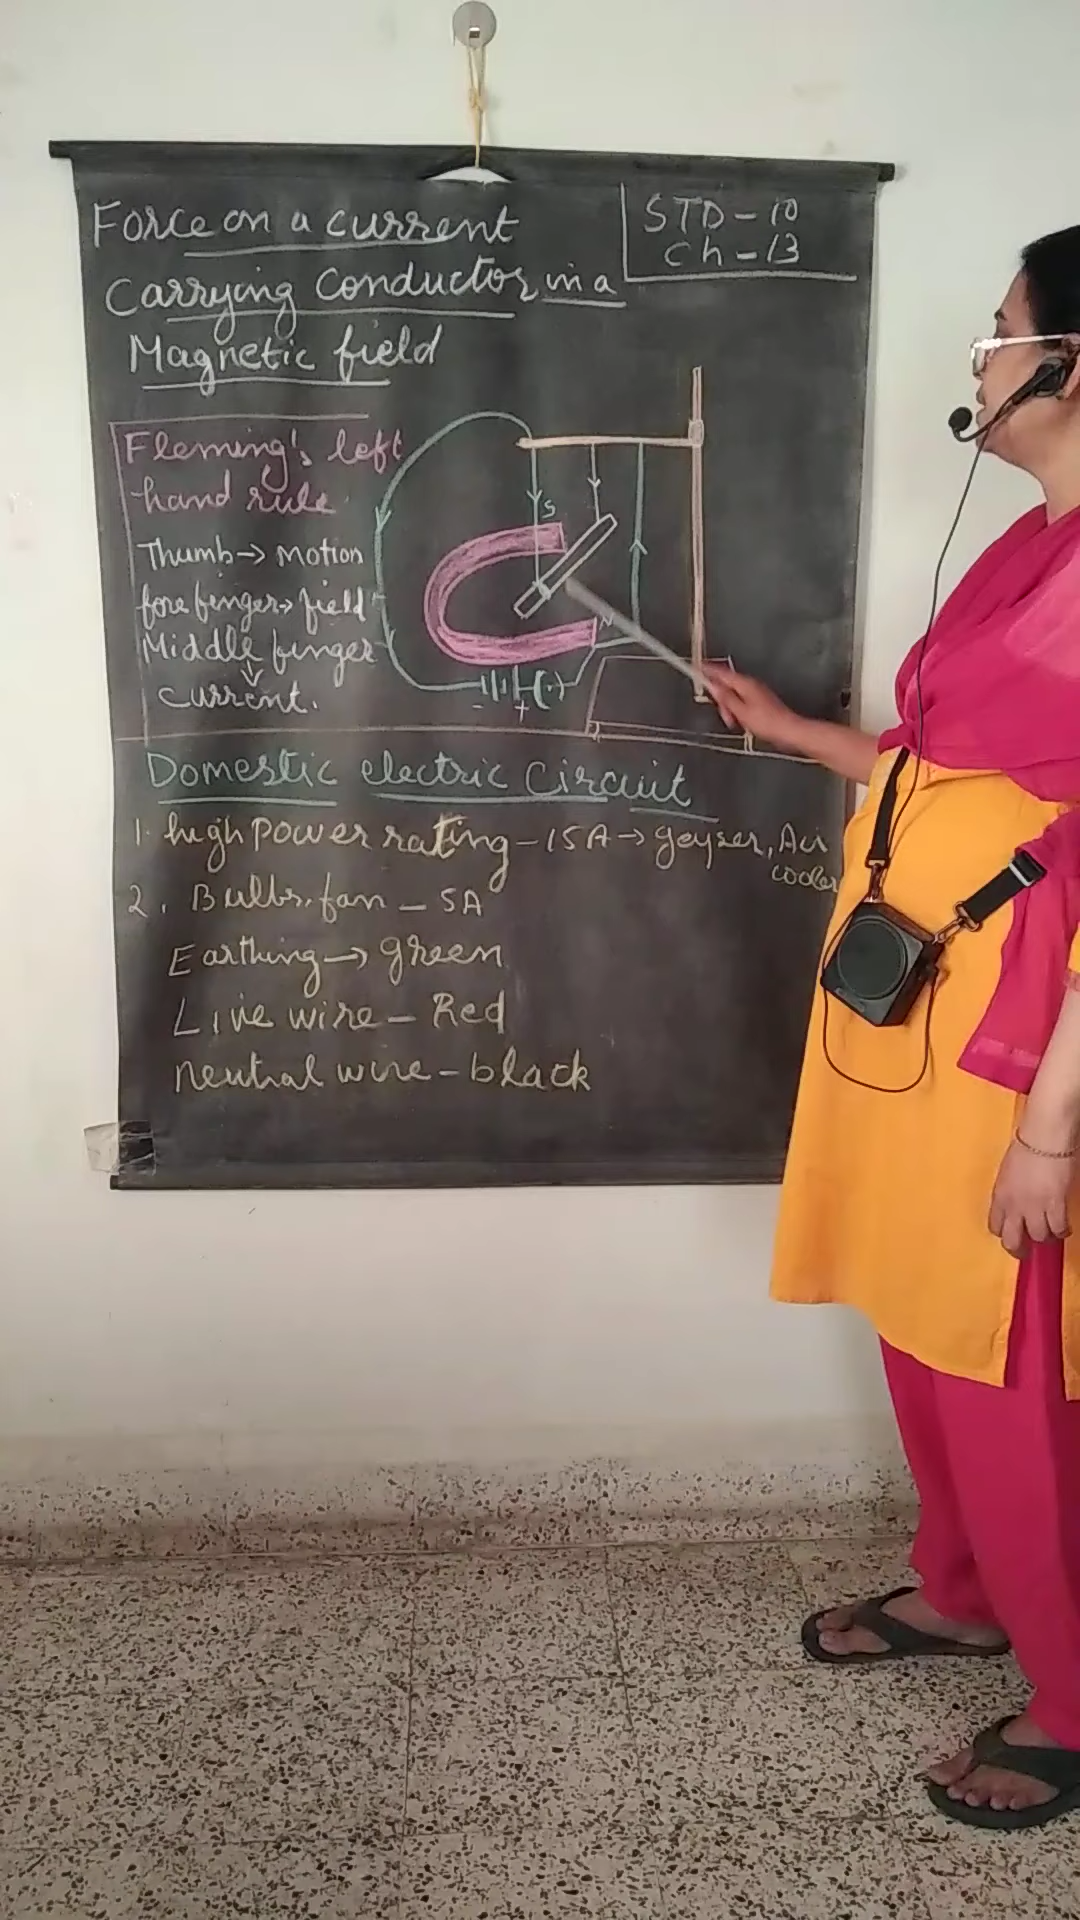 Force on a current
Carrying Conductor in a
Magnetic field
STD - 10
Ch - 13
Fleming's left
hand rule
Thumb → Motion
fore finger → field
Middle finger
↓
current.
S
N
- +
Domestic electric Circuit
1. high Power rating - 15A → geyser, Air
cooler
2. Bulbs, fan - 5A
Earthing → green
Live wire - Red
neutral wire - black